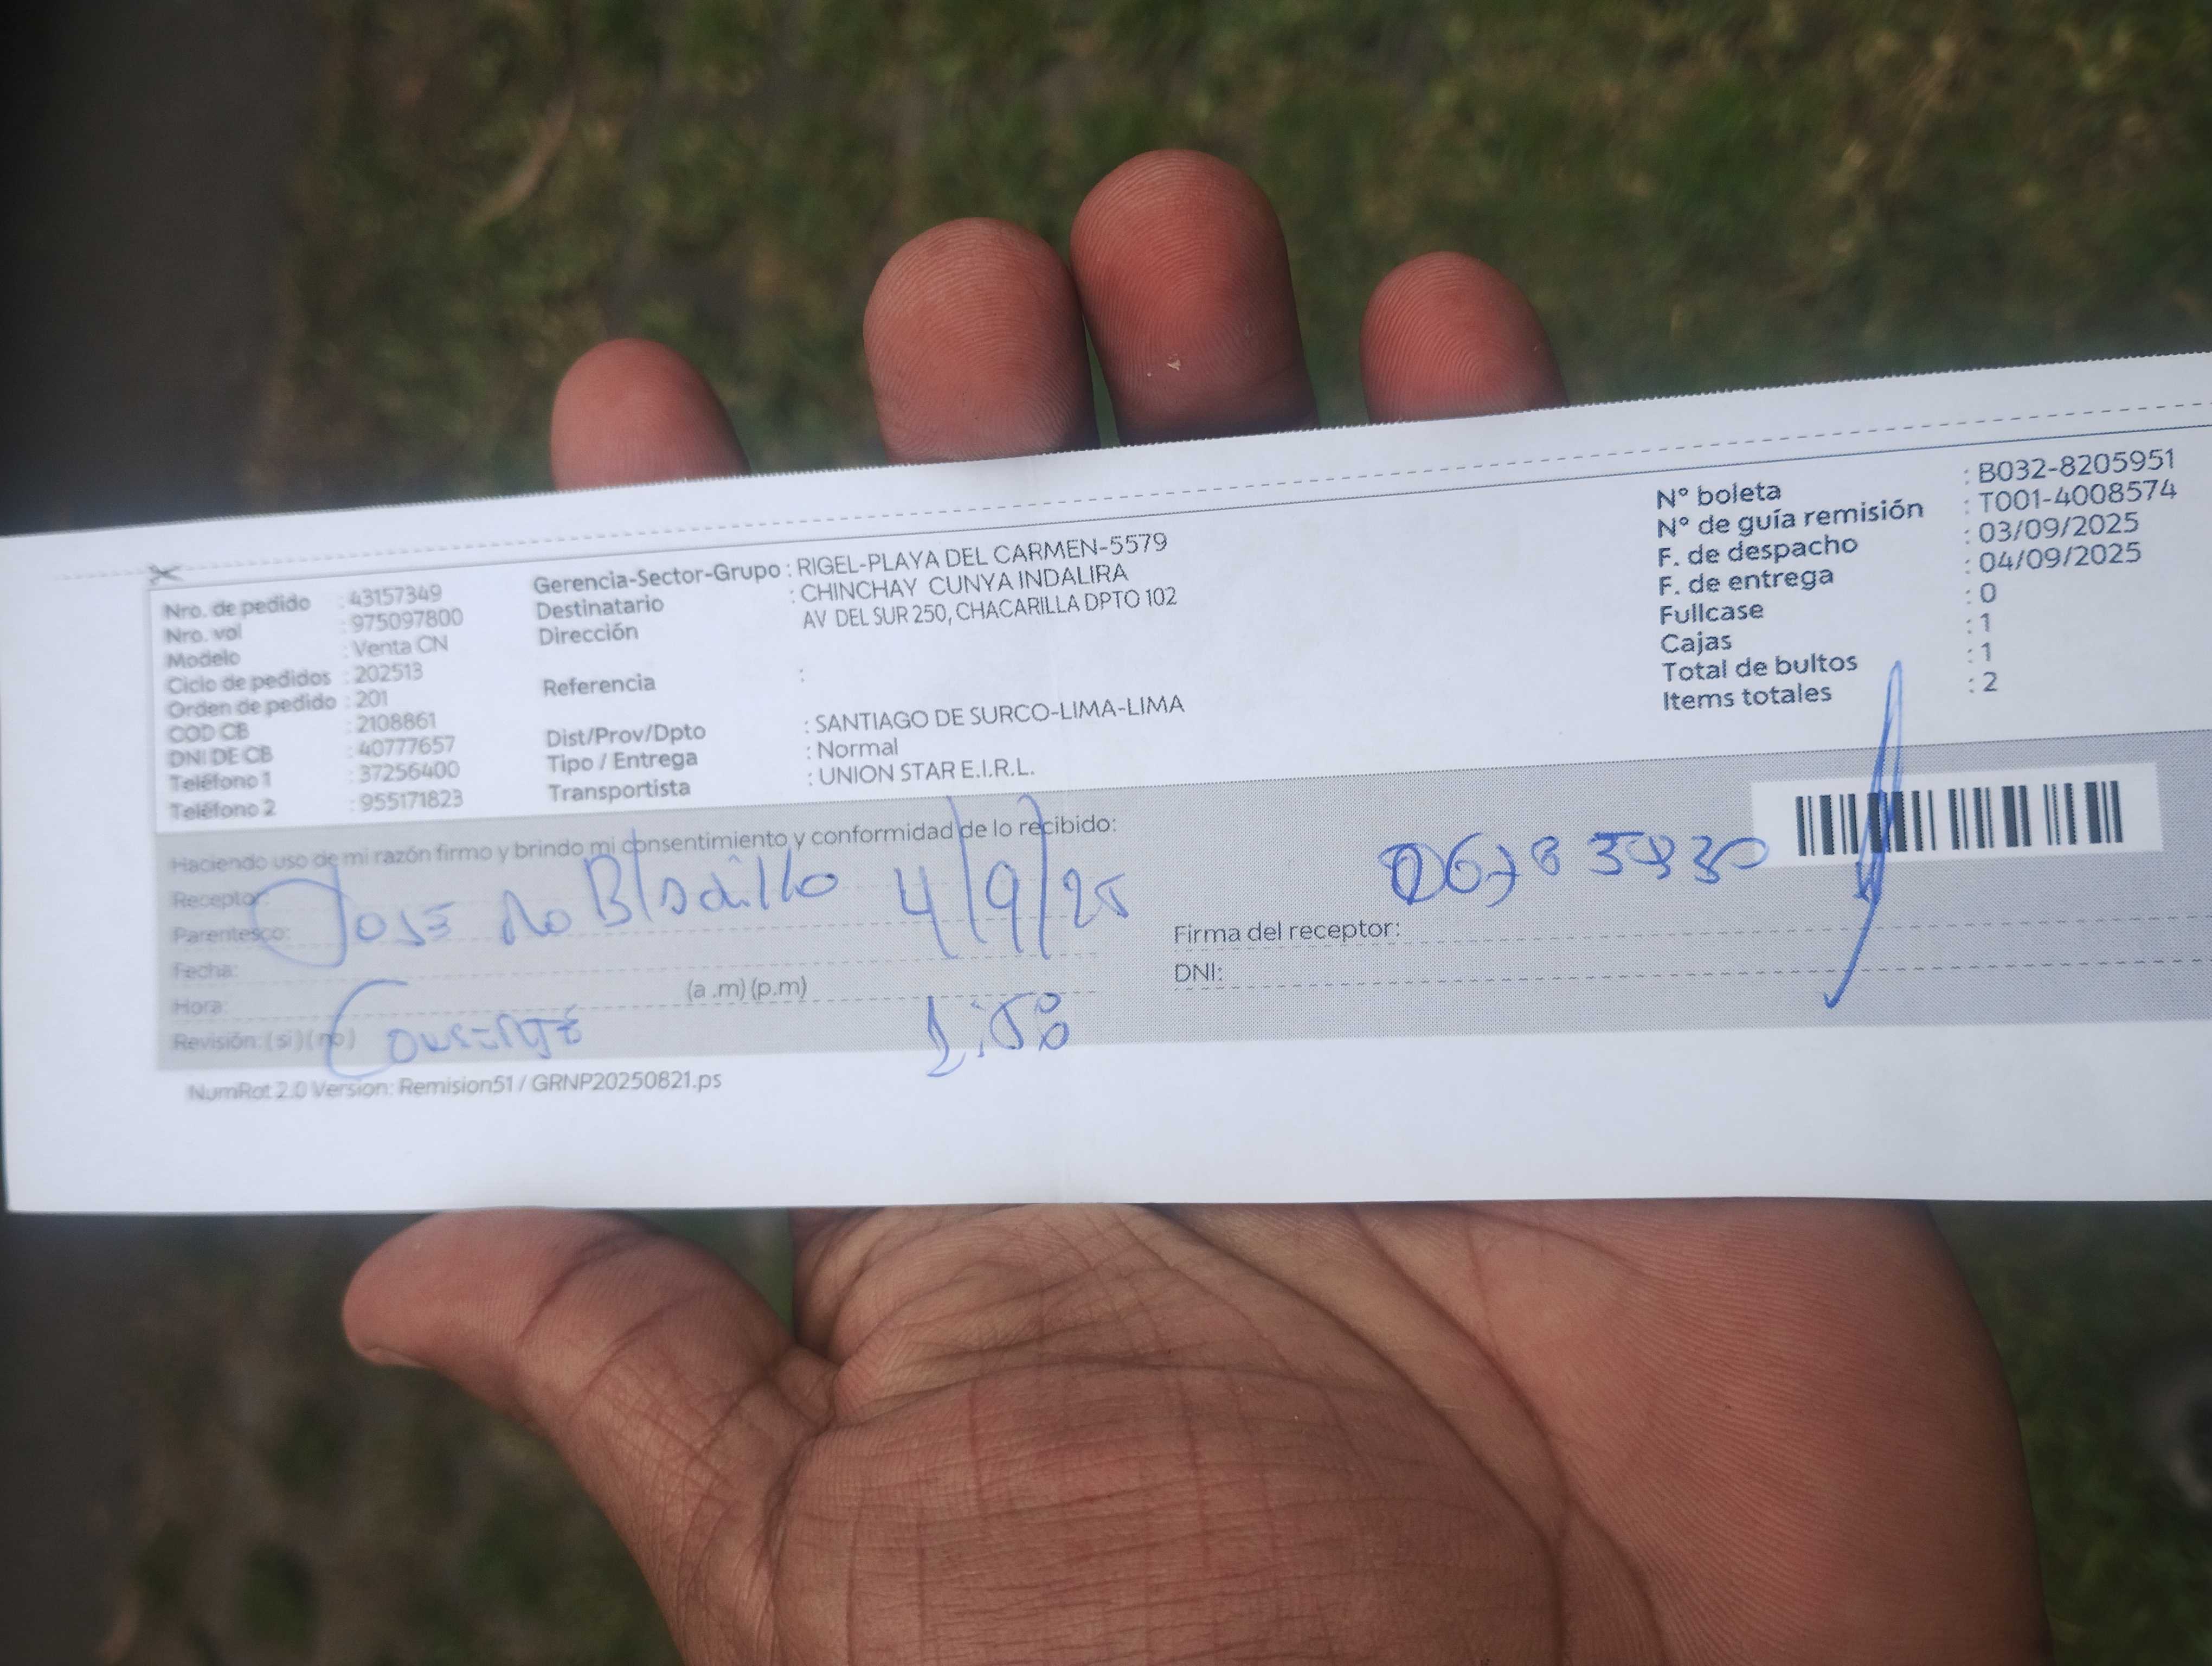 Nro. de pedido : 43157349
Nro. vol : 975097800
Modelo : Venta CN
Ciclo de pedidos : 202513
Orden de pedido : 201
COD CB : 2108861
DNI DE CB : 40777657
Teléfono 1 : 37256400
Teléfono 2 : 955171823
Gerencia-Sector-Grupo : RIGEL-PLAYA DEL CARMEN-5579
Destinatario : CHINCHAY CUNYA INDALIRA
Dirección AV DEL SUR 250, CHACARILLA DPTO 102
Referencia :
Dist/Prov/Dpto : SANTIAGO DE SURCO-LIMA-LIMA
Tipo / Entrega : Normal
Transportista : UNION STAR E.I.R.L.
N° boleta : B032-8205951
N° de guía remisión : T001-4008574
F. de despacho : 03/09/2025
F. de entrega : 04/09/2025
Fullcase : 0
Cajas : 1
Total de bultos : 1
Items totales : 2
Haciendo uso de mi razón firmo y brindo mi consentimiento y conformidad de lo recibido:
Receptor:
Jose 4/9/25
Parentesco:
Fecha:
Hora: (a .m) (p.m)
Revisión: (si) (no)
Firma del receptor:
DNI:
NumRot 2.0 Version: Remision51 / GRNP20250821.ps